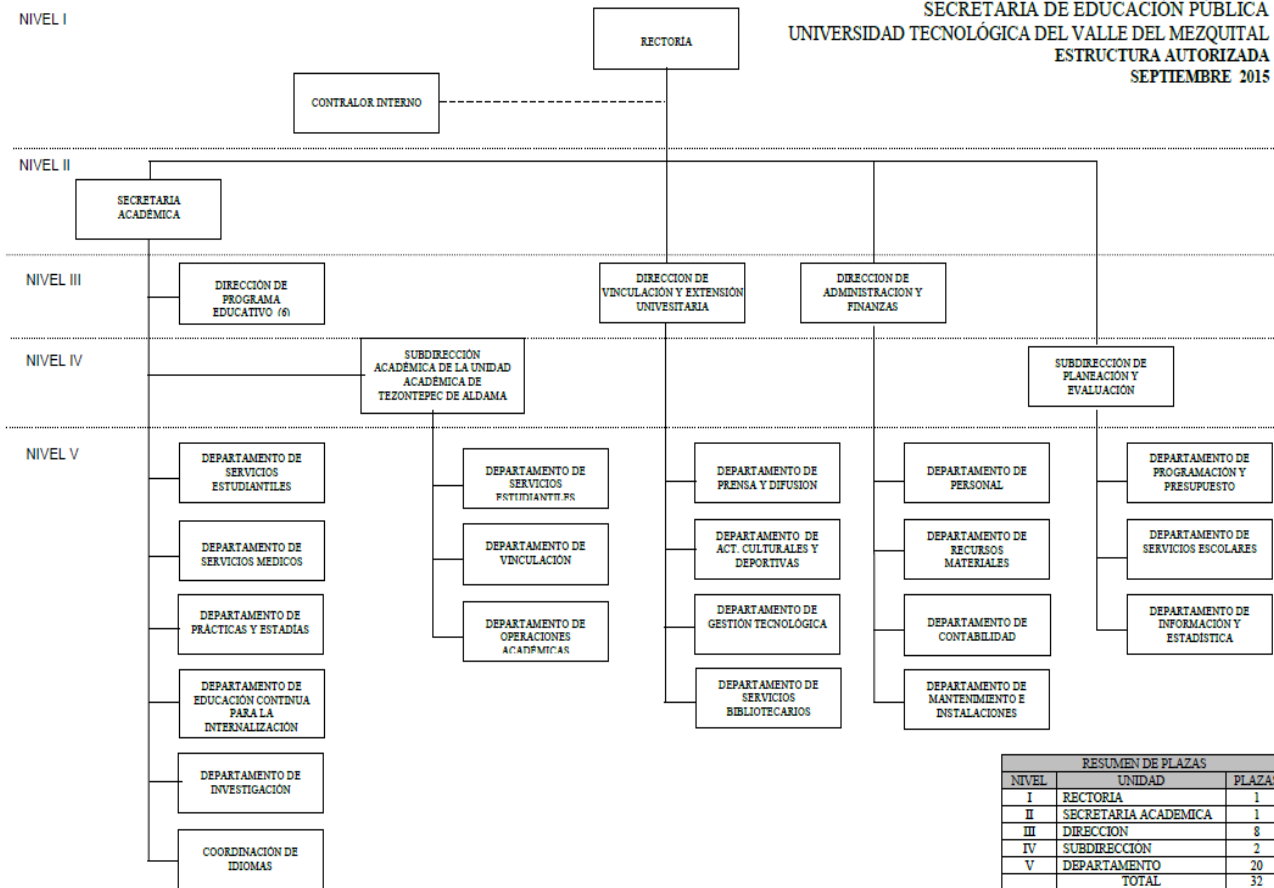 NIVEL I
SECRETARÍA DE EDUCACIÓN PÚBLICA
UNIVERSIDAD TECNOLÓGICA DEL VALLE DEL MEZQUITAL
ESTRUCTURA AUTORIZADA
SEPTIEMBRE 2015
RECTORÍA
CONTRALOR INTERNO
NIVEL II
SECRETARIA
ACADÉMICA
NIVEL III
DIRECCIÓN DE
PROGRAMA
EDUCATIVO (6)
DIRECCION DE
VINCULACIÓN Y EXTENSIÓN
UNIVESITARIA
DIRECCION DE
ADMINISTRACION Y
FINANZAS
NIVEL IV
SUBDIRECCIÓN
ACADÉMICA DE LA UNIDAD
ACADÉMICA DE
TEZONTEPEC DE ALDAMA
SUBDIRECCIÓN DE
PLANEACIÓN Y
EVALUACIÓN
NIVEL V
DEPARTAMENTO DE
SERVICIOS
ESTUDIANTILES
DEPARTAMENTO DE
SERVICIOS MEDICOS
DEPARTAMENTO DE
PRÁCTICAS Y ESTADÍAS
DEPARTAMENTO DE
EDUCACIÓN CONTINUA
PARA LA
INTERNALIZACIÓN
DEPARTAMENTO DE
INVESTIGACIÓN
COORDINACIÓN DE
IDIOMAS
DEPARTAMENTO DE
SERVICIOS
ESTUDIANTILES
DEPARTAMENTO DE
VINCULACIÓN
DEPARTAMENTO DE
OPERACIONES
ACADÉMICAS
DEPARTAMENTO DE
PRENSA Y DIFUSION
DEPARTAMENTO DE
ACT. CULTURALES Y
DEPORTIVAS
DEPARTAMENTO DE
GESTIÓN TECNOLÓGICA
DEPARTAMENTO DE
SERVICIOS
BIBLIOTECARIOS
DEPARTAMENTO DE
PERSONAL
DEPARTAMENTO DE
RECURSOS
MATERIALES
DEPARTAMENTO DE
CONTABILIDAD
DEPARTAMENTO DE
MANTENIMIENTO E
INSTALACIONES
DEPARTAMENTO DE
PROGRAMACIÓN Y
PRESUPUESTO
DEPARTAMENTO DE
SERVICIOS ESCOLARES
DEPARTAMENTO DE
INFORMACIÓN Y
ESTADÍSTICA
RESUMEN DE PLAZAS
NIVEL UNIDAD PLAZAS
I RECTORIA 1
II SECRETARIA ACADEMICA 1
III DIRECCION 8
IV SUBDIRECCIÓN 2
V DEPARTAMENTO 20
TOTAL 32